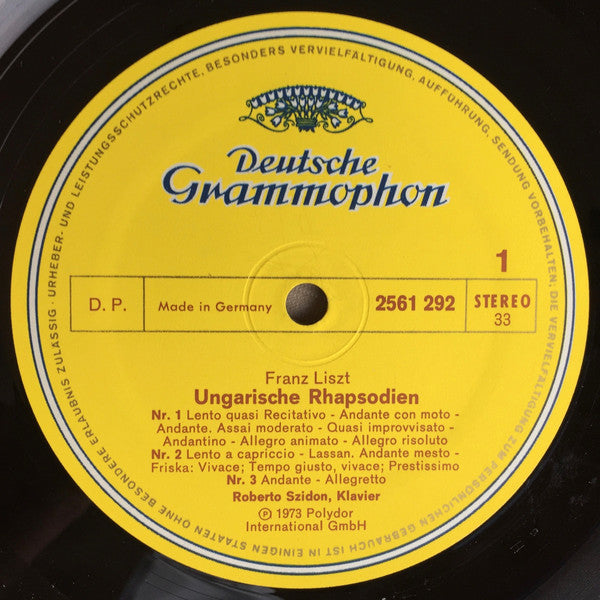 URHEBER- UND LEISTUNGSSCHUTZRECHTE, BESONDERS VERVIELFÄLTIGUNG, AUFFÜHRUNG, SENDUNG VORBEHALTEN. DIE VERVIELFÄLTIGUNG ZUM PERSÖNLICHEN GEBRAUCH IST IN EINIGEN STAATEN OHNE BESONDERE ERLAUBNIS ZULÄSSIG ·
Deutsche
Grammophon
1
D. P. Made in Germany 2561 292 STEREO
33
Franz Liszt
Ungarische Rhapsodien
Nr. 1 Lento quasi Recitativo - Andante con moto -
Andante. Assai moderato - Quasi improvvisato -
Andantino - Allegro animato - Allegro risoluto
Nr. 2 Lento a capriccio - Lassan. Andante mesto -
Friska: Vivace; Tempo giusto, vivace; Prestissimo
Nr. 3 Andante - Allegretto
Roberto Szidon, Klavier
Ⓟ 1973 Polydor
International GmbH